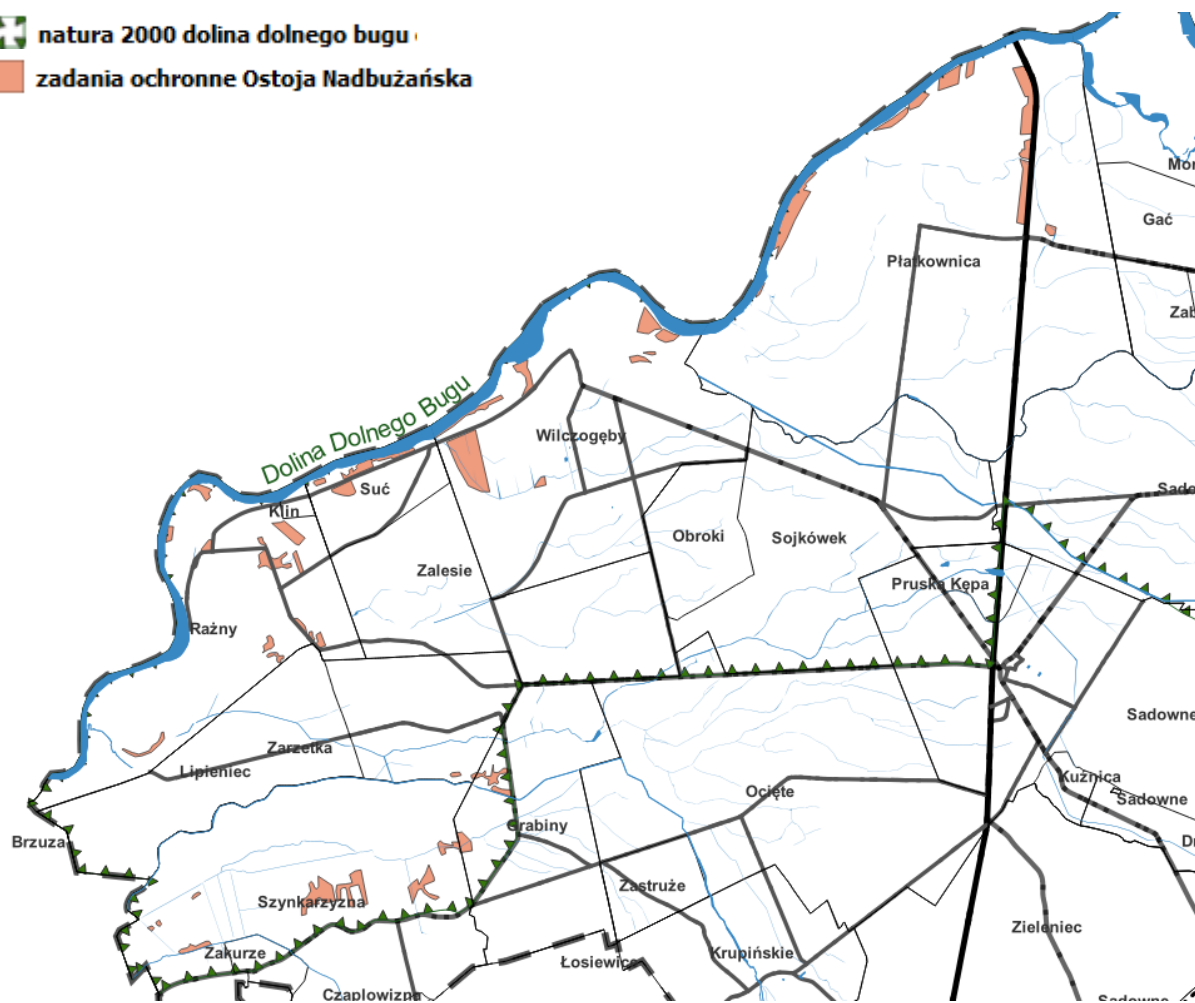 natura 2000 dolina dolnego bugu
zadania ochronne Ostoja Nadbużańska
Gać
Płatkownica
Dolina Dolnego Bugu
Wilczogęby
Suć
Klin
Obroki
Sojkówek
Zalesie
Pruska Kępa
Rażny
Sadowne
Zarzetka
Lipieniec
Kuźnica
Ocięte
Sadowne
Grabiny
Brzuza
Zastruże
Szynkarzyzna
Zieleniec
Zakurze
Krupińskie
Łosiewice
Sadowne